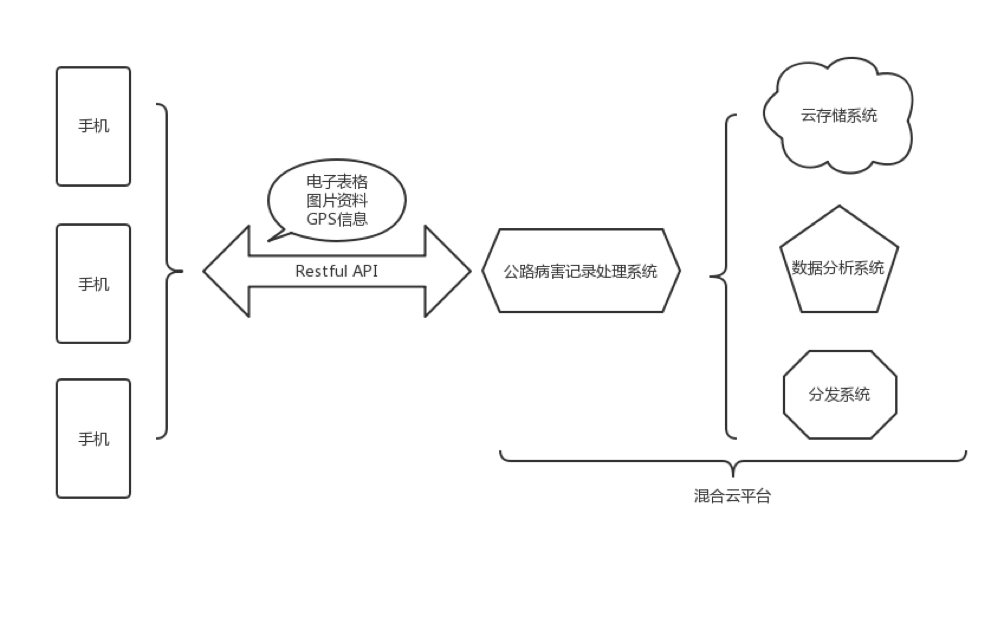 手机
手机
手机
电子表格
图片资料
GPS信息
Restful API
公路病害记录处理系统
云存储系统
数据分析系统
分发系统
混合云平台